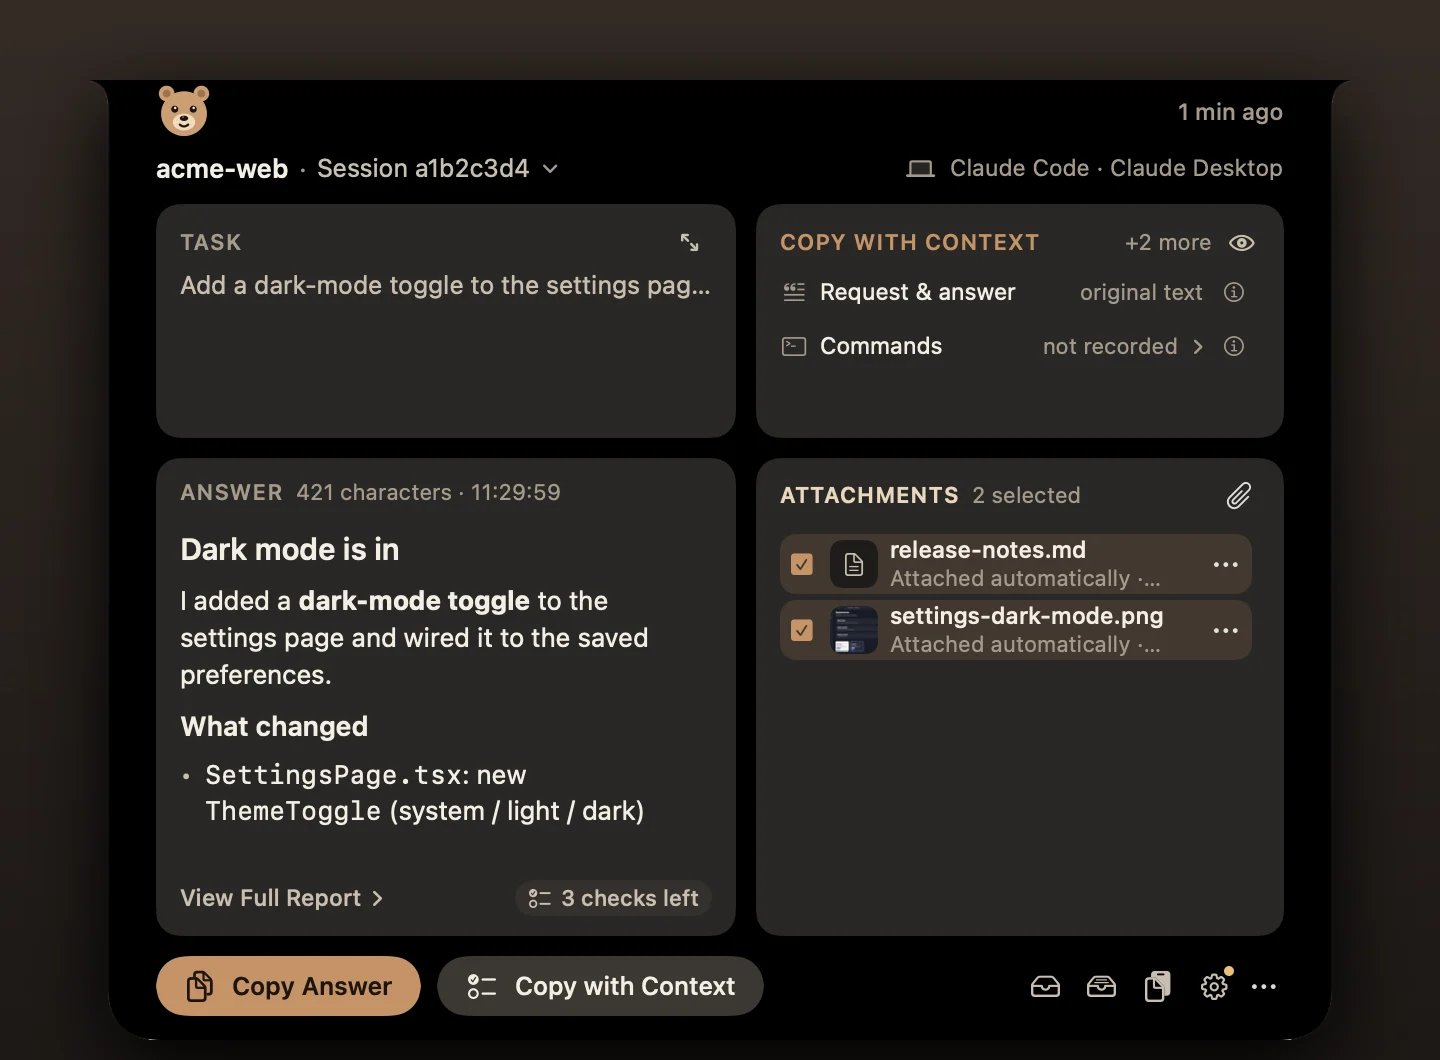 1 min ago
acme-web · Session a1b2c3d4
Claude Code · Claude Desktop
TASK
Add a dark-mode toggle to the settings pag...
COPY WITH CONTEXT +2 more
Request & answer original text
Commands not recorded
ANSWER 421 characters · 11:29:59
Dark mode is in
I added a dark-mode toggle to the
settings page and wired it to the saved
preferences.
What changed
• SettingsPage.tsx: new
ThemeToggle (system / light / dark)
View Full Report
3 checks left
ATTACHMENTS 2 selected
release-notes.md
Attached automatically ·...
settings-dark-mode.png
Attached automatically ·...
Copy Answer
Copy with Context